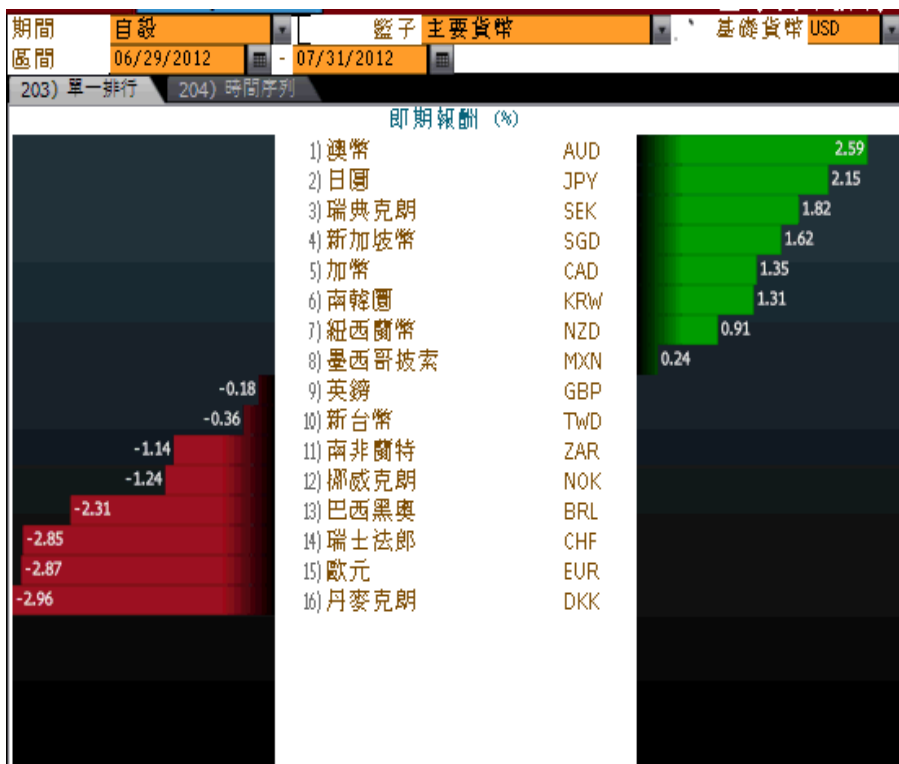 期間 自設 籃子 主要貨幣 基礎貨幣 USD
區間 06/29/2012 - 07/31/2012
203) 單一排行 204) 時間序列
即期報酬 (%)
1) 澳幣 AUD 2.59
2) 日圓 JPY 2.15
3) 瑞典克朗 SEK 1.82
4) 新加坡幣 SGD 1.62
5) 加幣 CAD 1.35
6) 南韓圜 KRW 1.31
7) 紐西蘭幣 NZD 0.91
8) 墨西哥披索 MXN 0.24
-0.18 9) 英鎊 GBP
-0.36 10) 新台幣 TWD
-1.14 11) 南非蘭特 ZAR
-1.24 12) 挪威克朗 NOK
-2.31 13) 巴西黑奧 BRL
-2.85 14) 瑞士法郎 CHF
-2.87 15) 歐元 EUR
-2.96 16) 丹麥克朗 DKK